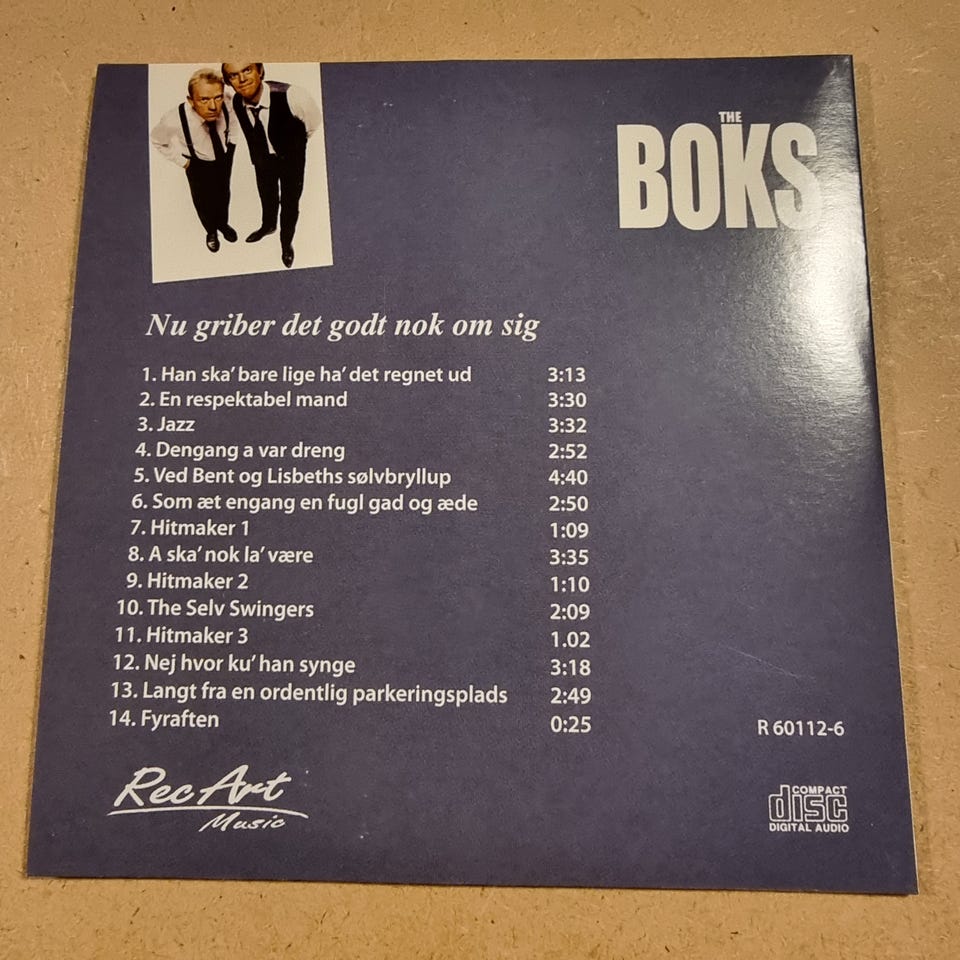 THE
BOKS
Nu griber det godt nok om sig
1. Han ska' bare lige ha' det regnet ud 3:13
2. En respektabel mand 3:30
3. Jazz 3:32
4. Dengang a var dreng 2:52
5. Ved Bent og Lisbeths sølvbryllup 4:40
6. Som æt engang en fugl gad og æde 2:50
7. Hitmaker 1 1:09
8. A ska' nok la' være 3:35
9. Hitmaker 2 1:10
10. The Selv Swingers 2:09
11. Hitmaker 3 1.02
12. Nej hvor ku' han synge 3:18
13. Langt fra en ordentlig parkeringsplads 2:49
14. Fyraften 0:25
R 60112-6
Rec Art
Music
COMPACT
disc
DIGITAL AUDIO